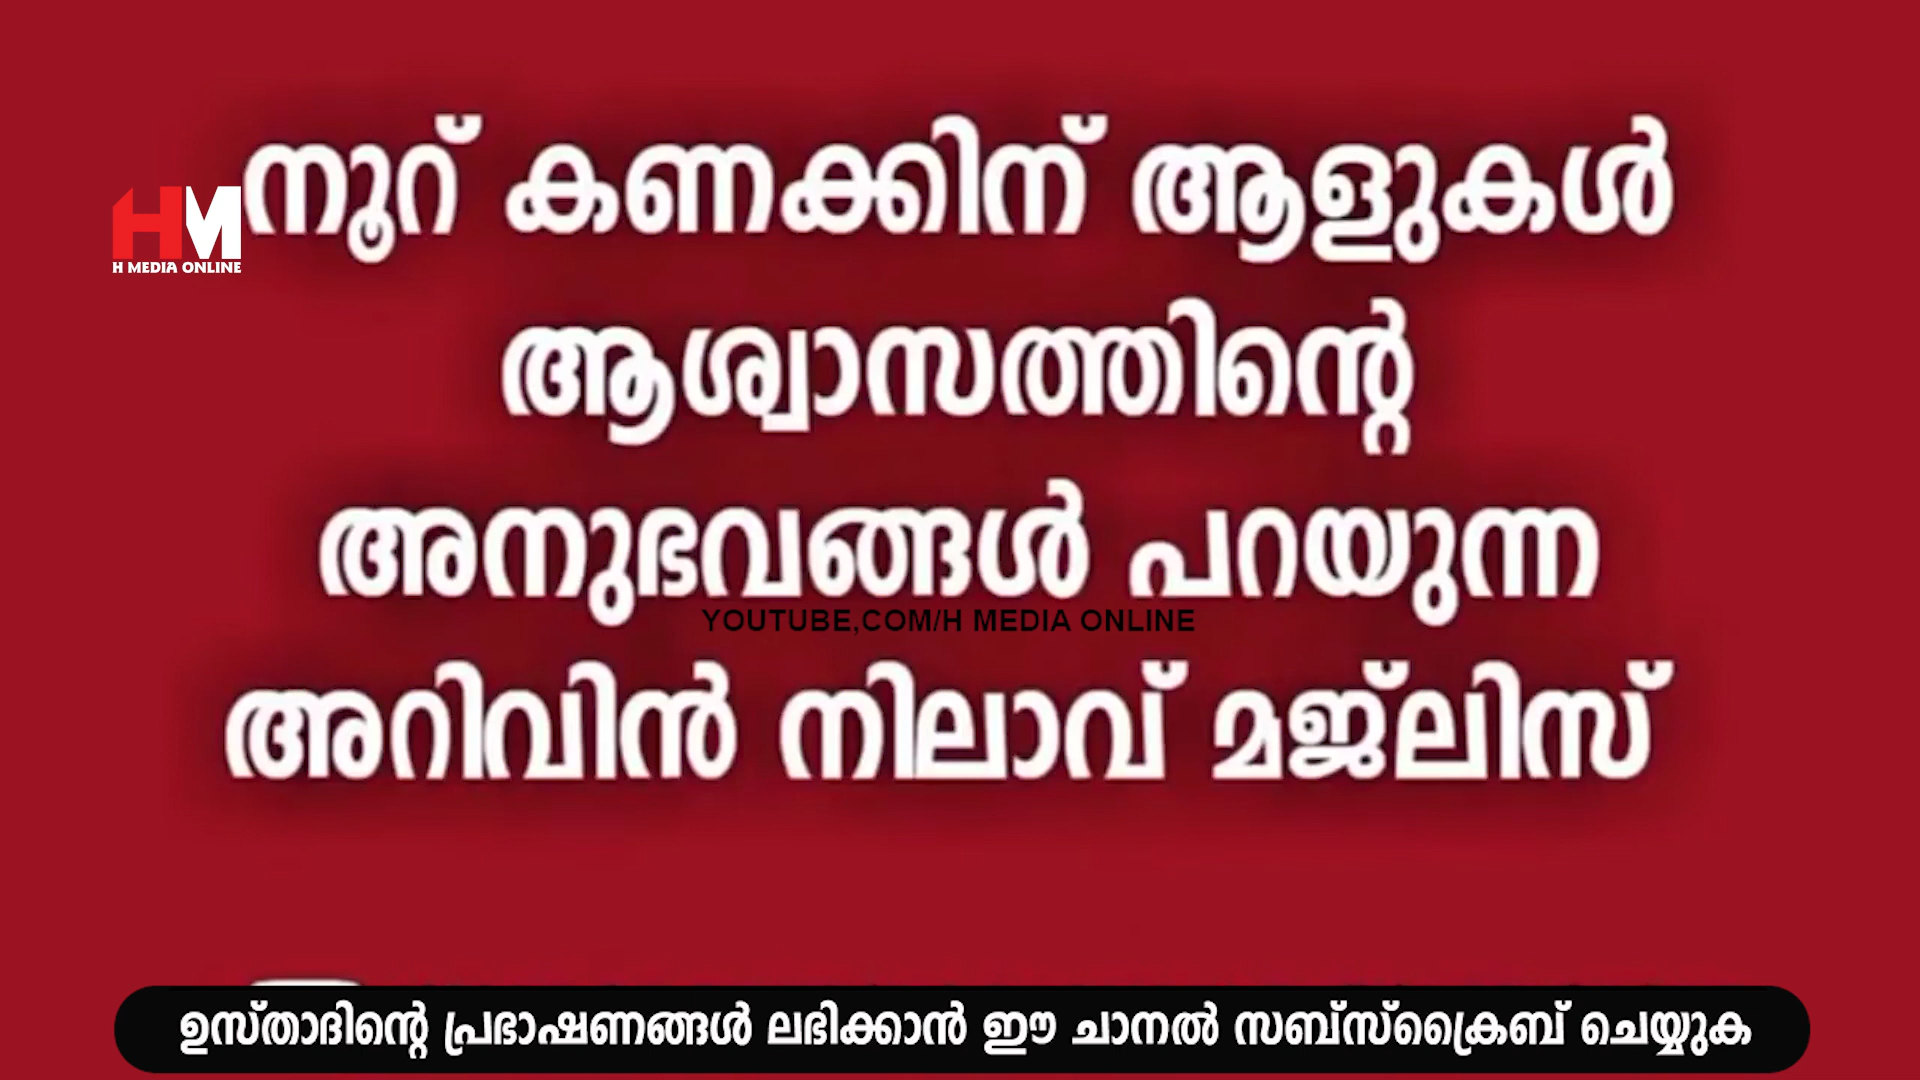 നൂറ് കണക്കിന് ആളുകൾ
HM
H MEDIA ONLINE
ആശ്വാസത്തിന്റെ
അനുഭവങ്ങൾ പറയുന്ന
YOUTUBE,COM/H MEDIA ONLINE
അറിവിൻ നിലാവ് മജ്ലിസ്
ഉസ്താദിന്റെ പ്രഭാഷണങ്ങൾ ലഭിക്കാൻ ഈ ചാനൽ സബ്സ്ക്രൈബ് ചെയ്യുക